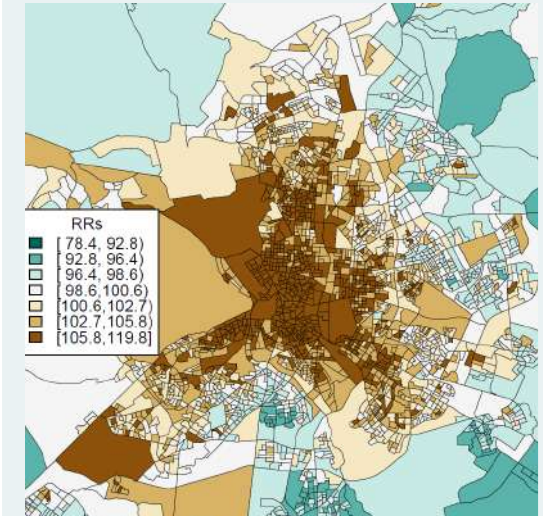 RRs
[ 78.4, 92.8)
[ 92.8, 96.4)
[ 96.4, 98.6)
[ 98.6,100.6)
[100.6,102.7)
[102.7,105.8)
[105.8,119.8]